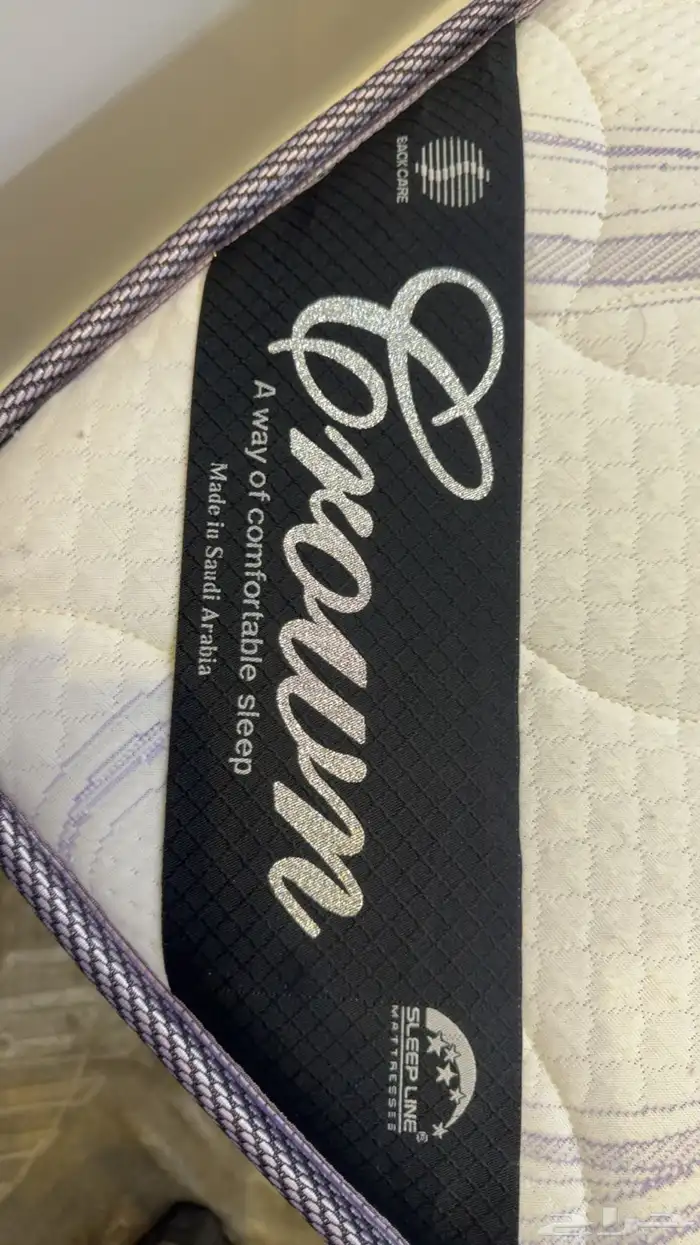 BACK CARE
Crown
A way of comfortable sleep
Made in Saudi Arabia
SLEEP LINE®
MATTRESSES
حراج